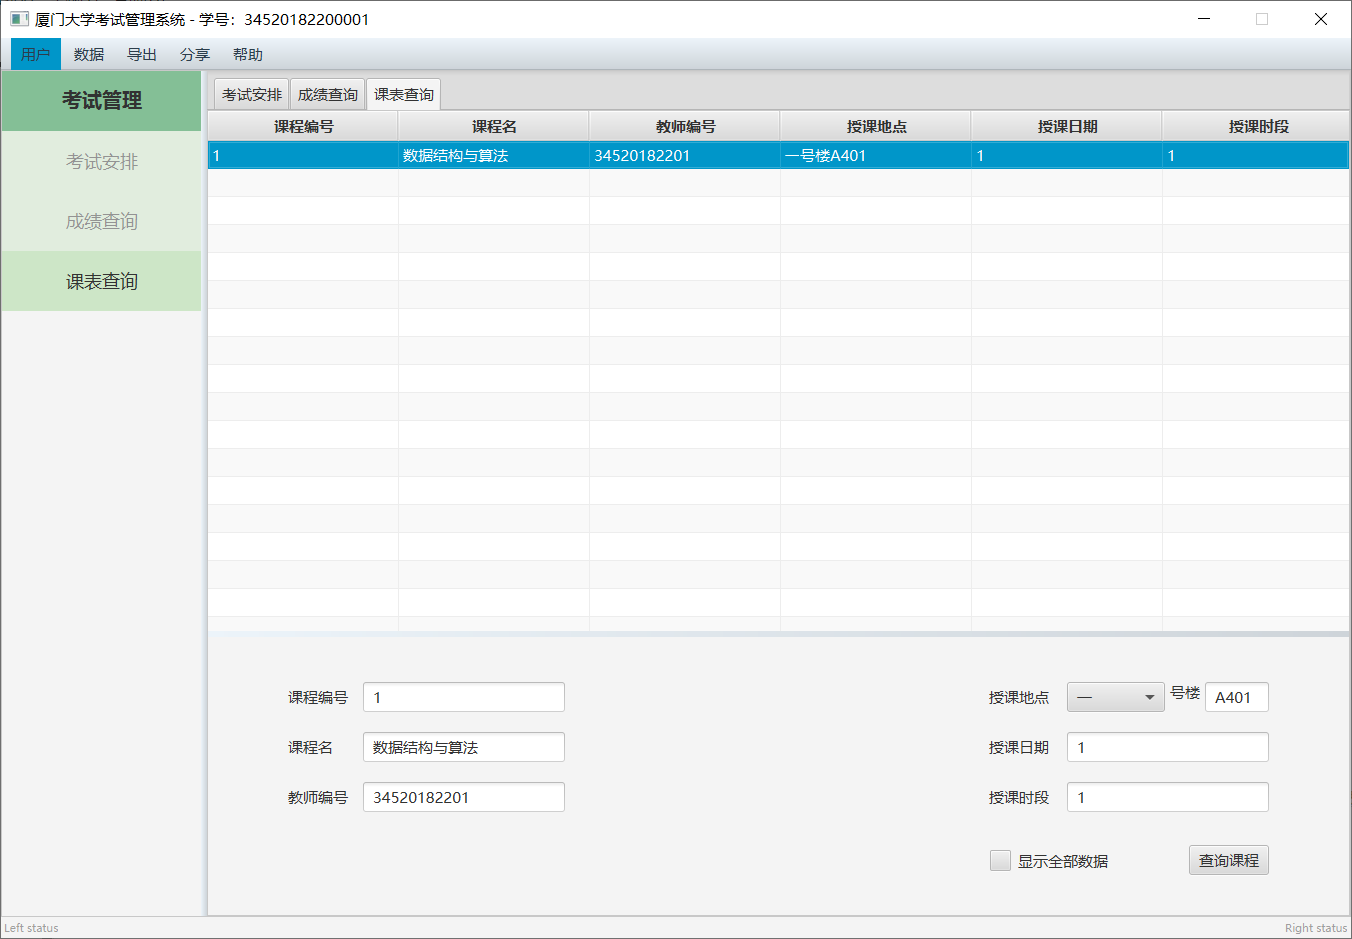 厦门大学考试管理系统 - 学号：34520182200001
用户 数据 导出 分享 帮助
考试管理
考试安排
成绩查询
课表查询
考试安排 成绩查询 课表查询
课程编号 课程名 教师编号 授课地点 授课日期 授课时段
1 数据结构与算法 34520182201 一号楼A401 1 1
课程编号 1
课程名 数据结构与算法
教师编号 34520182201
授课地点 一 号楼 A401
授课日期 1
授课时段 1
显示全部数据 查询课程
Left status
Right status